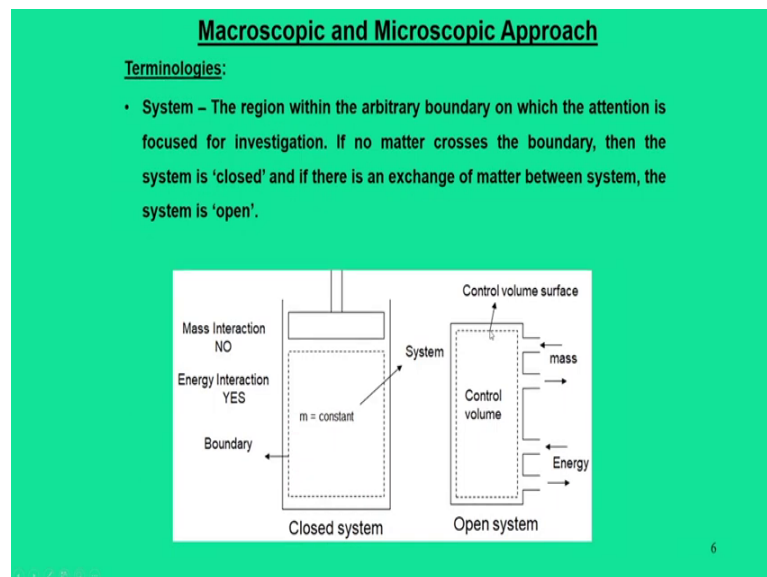 Macroscopic and Microscopic Approach
Terminologies:
• System – The region within the arbitrary boundary on which the attention is
focused for investigation. If no matter crosses the boundary, then the
system is ‘closed’ and if there is an exchange of matter between system, the
system is ‘open’.
Mass Interaction
NO
Energy Interaction
YES
Boundary
m = constant
System
Closed system
Control volume surface
Control
volume
mass
Energy
Open system
6